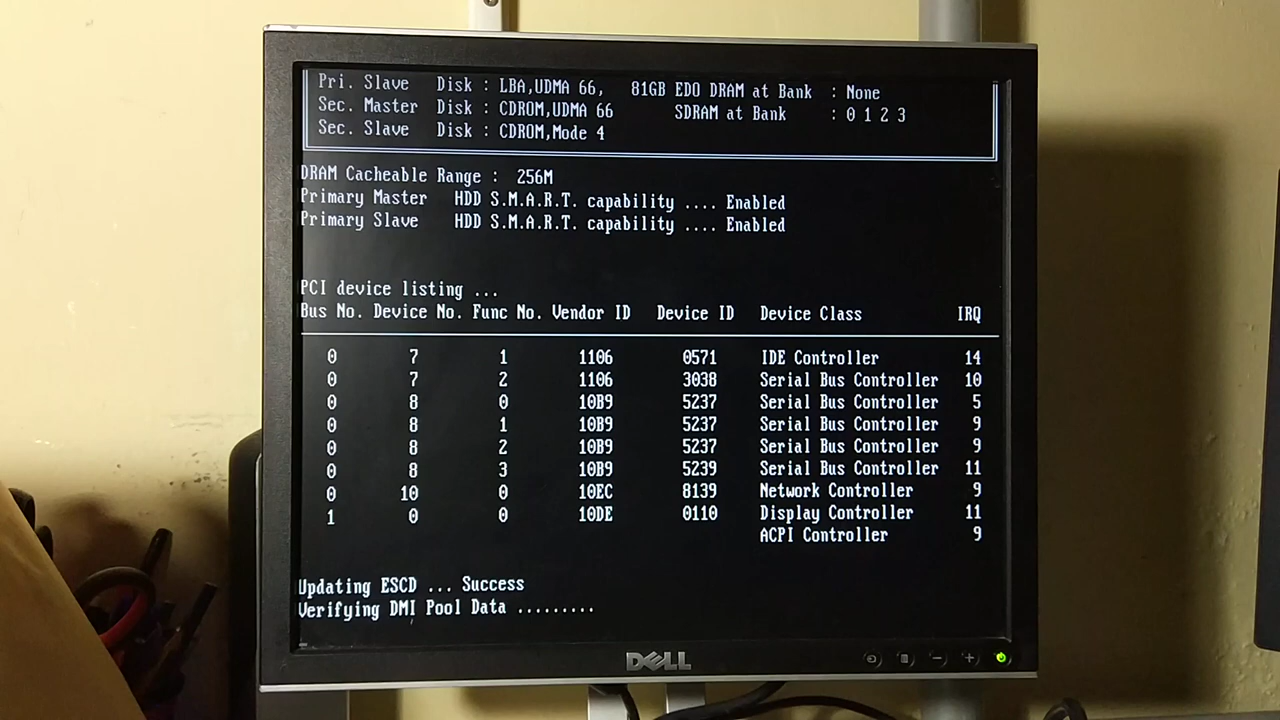 Pri. Slave Disk : LBA,UDMA 66, 81GB EDO DRAM at Bank : None
Sec. Master Disk : CDROM,UDMA 66 SDRAM at Bank : 0 1 2 3
Sec. Slave Disk : CDROM,Mode 4
DRAM Cacheable Range : 256M
Primary Master HDD S.M.A.R.T. capability .... Enabled
Primary Slave HDD S.M.A.R.T. capability .... Enabled
PCI device listing ...
Bus No. Device No. Func No. Vendor ID Device ID Device Class IRQ
0 7 1 1106 0571 IDE Controller 14
0 7 2 1106 3038 Serial Bus Controller 10
0 8 0 10B9 5237 Serial Bus Controller 5
0 8 1 10B9 5237 Serial Bus Controller 9
0 8 2 10B9 5237 Serial Bus Controller 9
0 8 3 10B9 5239 Serial Bus Controller 11
0 10 0 10EC 8139 Network Controller 9
1 0 0 10DE 0110 Display Controller 11
ACPI Controller 9
Updating ESCD ... Success
Verifying DMI Pool Data .........
DELL